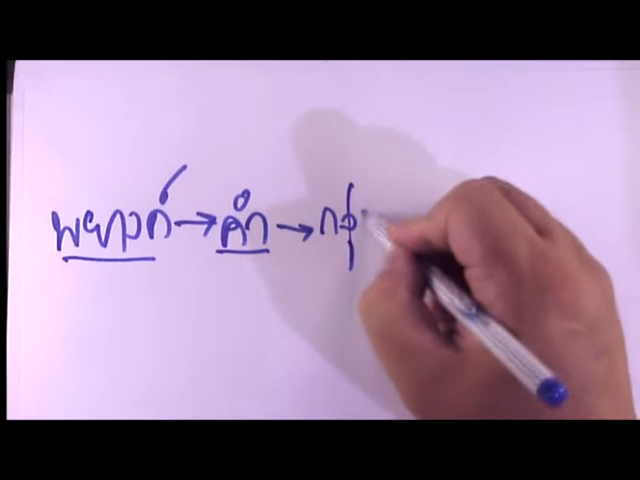 พยางค์ → คำ →